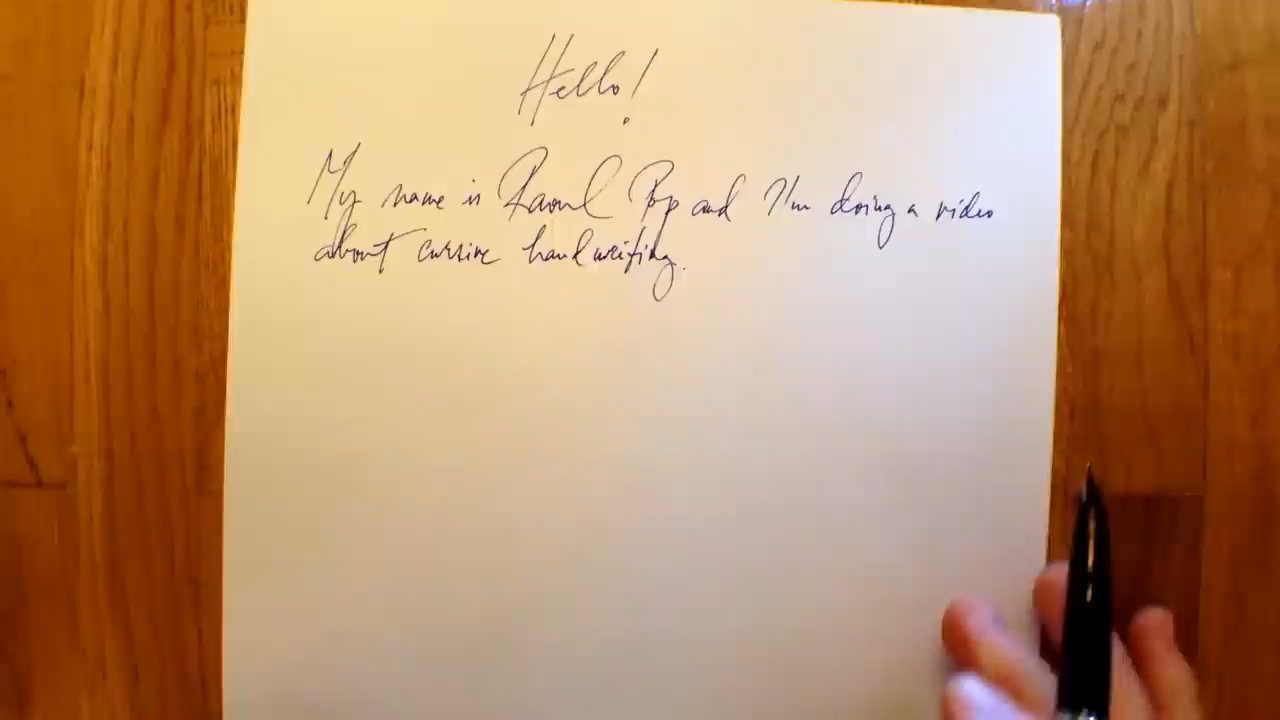 Hello!
My name is Raoul Pop and I'm doing a video
about cursive handwriting.